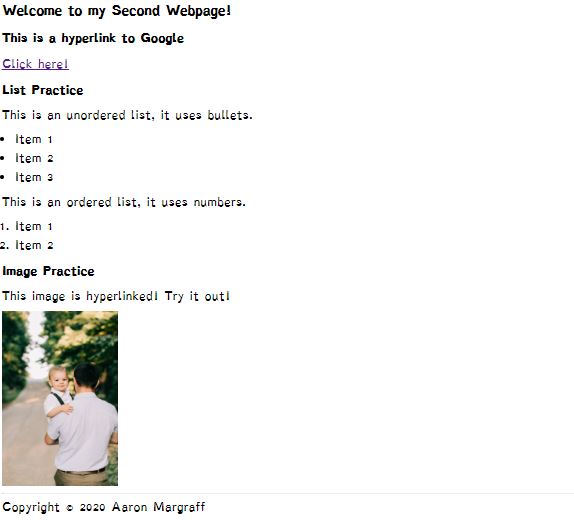 Welcome to my Second Webpage!
This is a hyperlink to Google
Click here!
List Practice
This is an unordered list, it uses bullets.
• Item 1
• Item 2
• Item 3
This is an ordered list, it uses numbers.
1. Item 1
2. Item 2
Image Practice
This image is hyperlinked! Try it out!
Copyright © 2020 Aaron Margraff